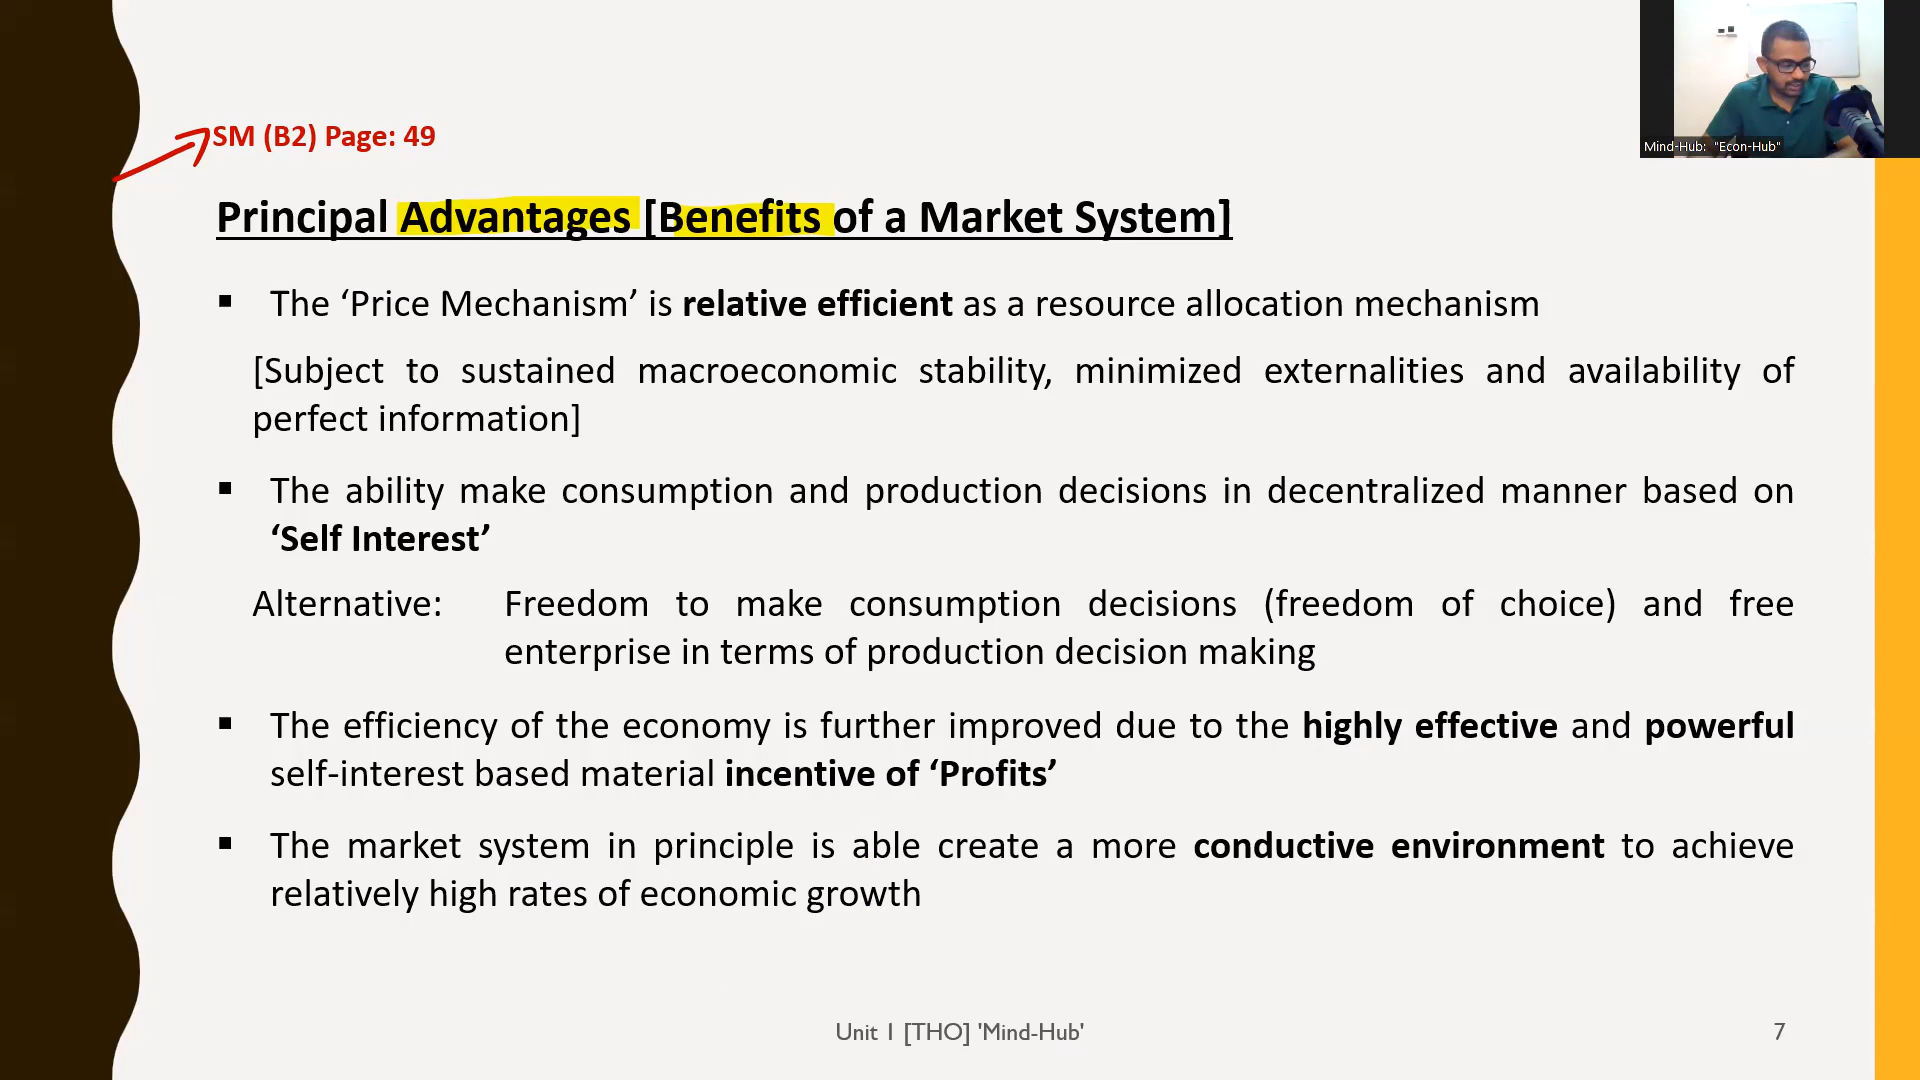 Mind-Hub: "Econ-Hub"
SM (B2) Page: 49
Principal Advantages [Benefits of a Market System]
▪ The ‘Price Mechanism’ is relative efficient as a resource allocation mechanism
[Subject to sustained macroeconomic stability, minimized externalities and availability of
perfect information]
▪ The ability make consumption and production decisions in decentralized manner based on
‘Self Interest’
Alternative: Freedom to make consumption decisions (freedom of choice) and free
enterprise in terms of production decision making
▪ The efficiency of the economy is further improved due to the highly effective and powerful
self-interest based material incentive of ‘Profits’
▪ The market system in principle is able create a more conductive environment to achieve
relatively high rates of economic growth
Unit 1 [THO] 'Mind-Hub'
7